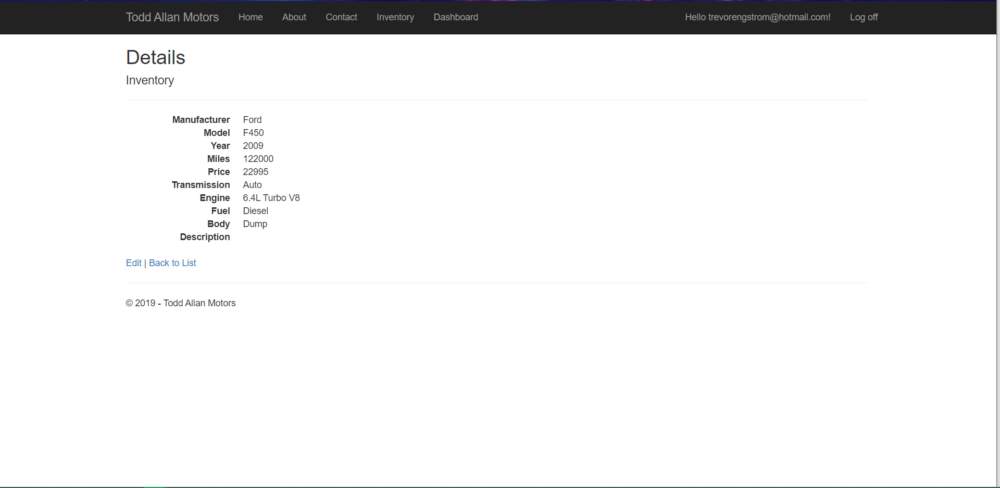 Todd Allan Motors Home About Contact Inventory Dashboard Hello trevorengstrom@hotmail.com! Log off
Details
Inventory
Manufacturer Ford
Model F450
Year 2009
Miles 122000
Price 22995
Transmission Auto
Engine 6.4L Turbo V8
Fuel Diesel
Body Dump
Description
Edit | Back to List
© 2019 - Todd Allan Motors